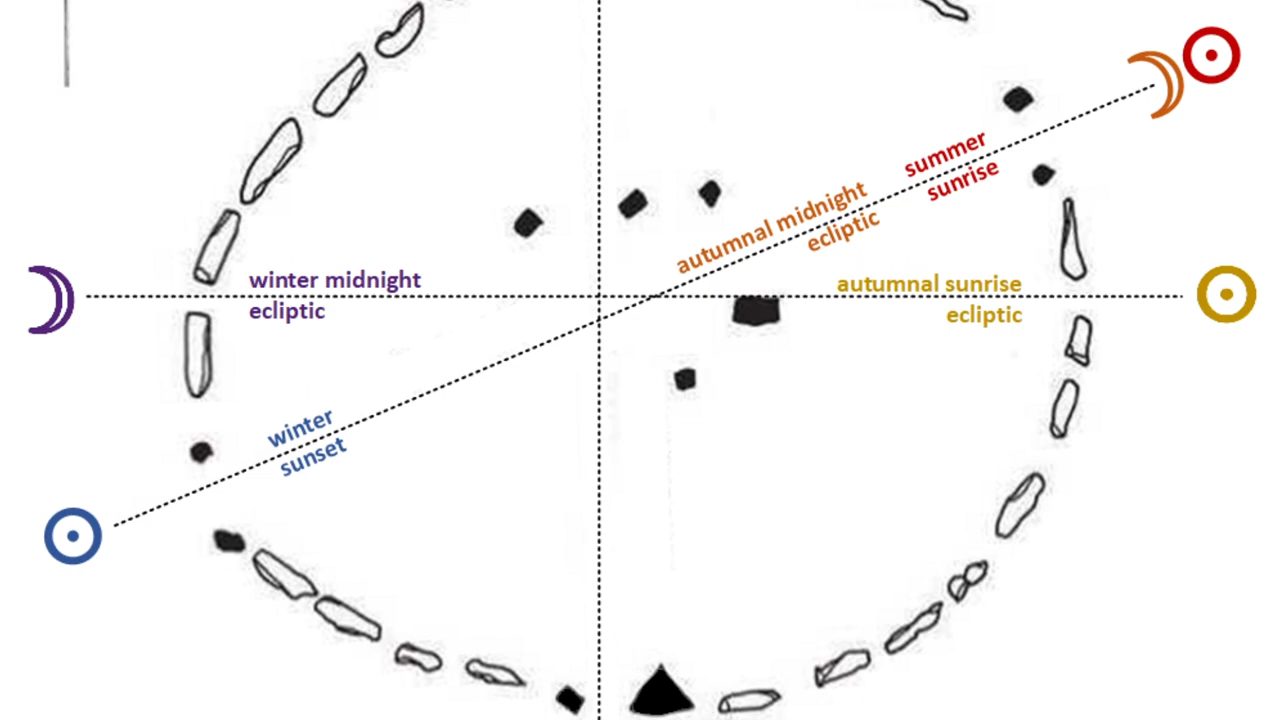 summer
sunrise
autumnal midnight
ecliptic
winter midnight
ecliptic
autumnal sunrise
ecliptic
winter
sunset